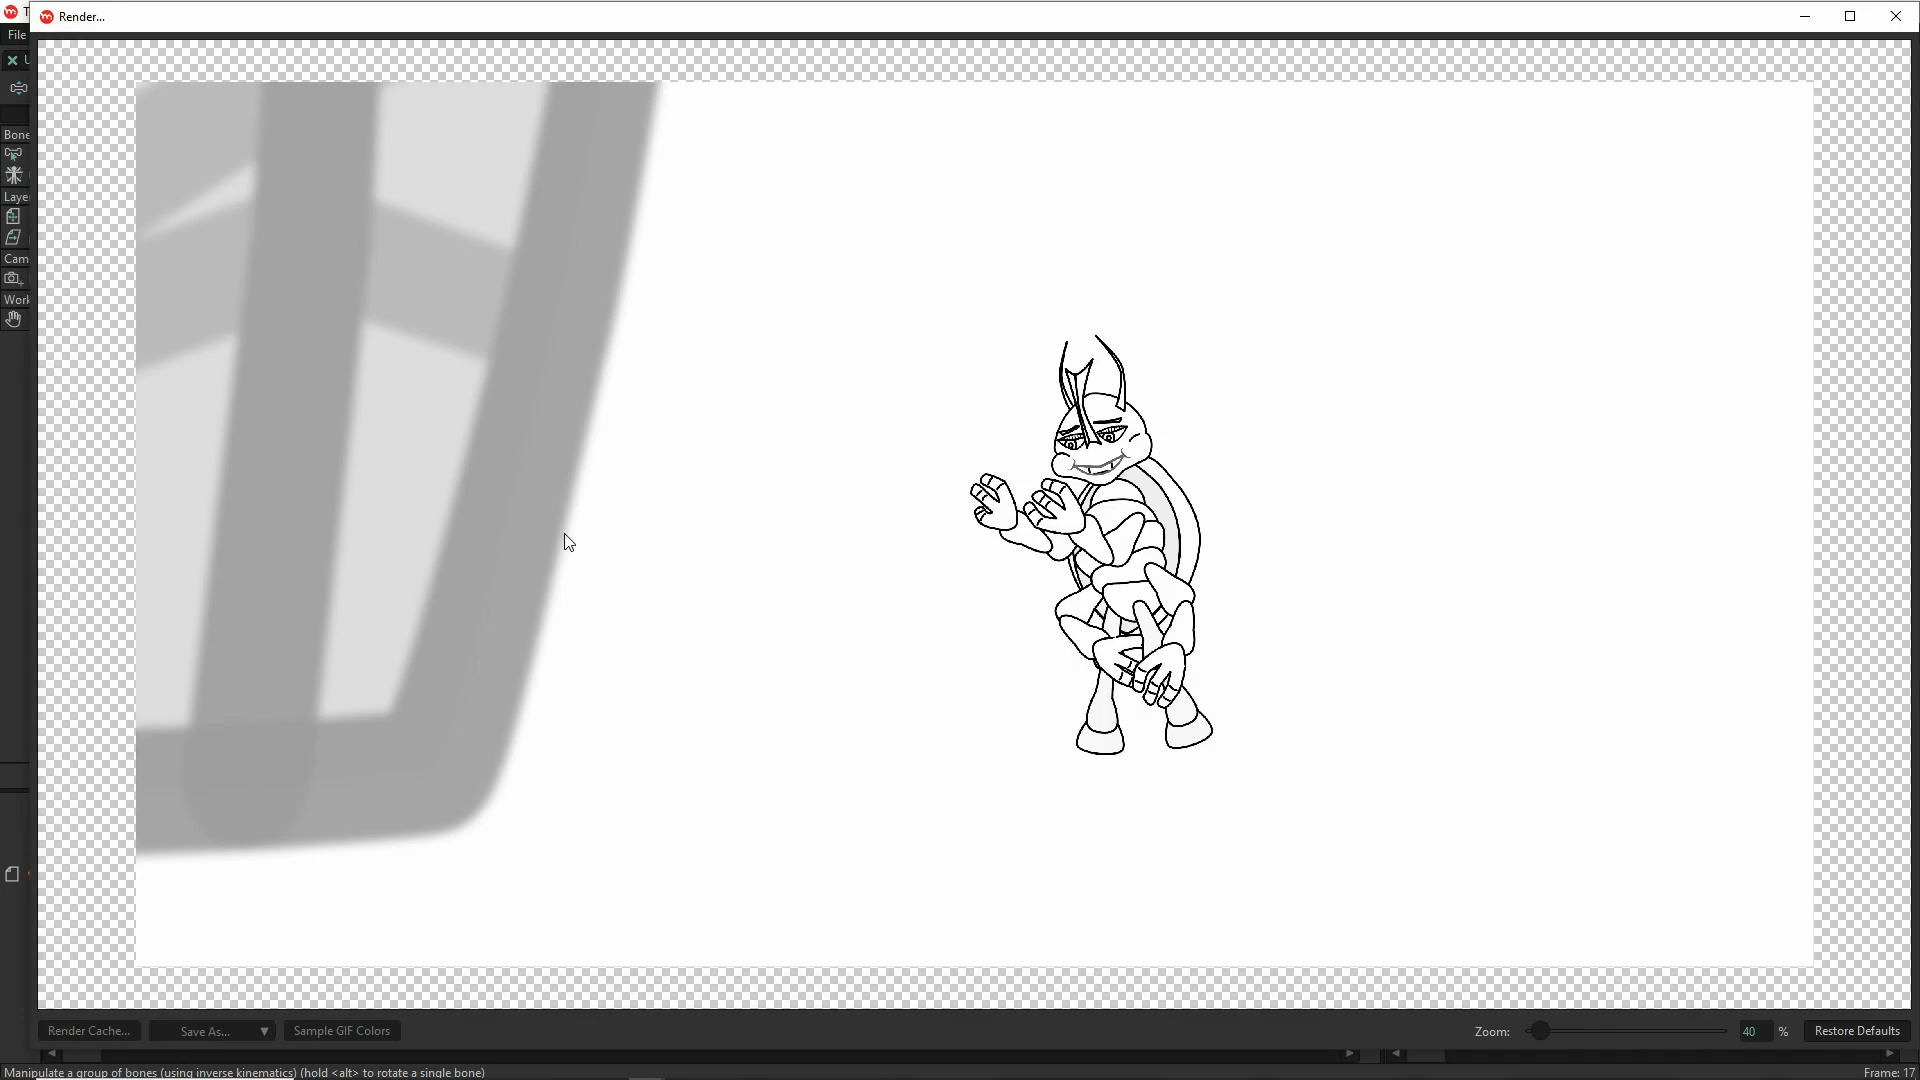 Render...
File
Bone
Laye
Cam
Work
Render Cache...
Save As...
Sample GIF Colors
Zoom:
40
%
Restore Defaults
Manipulate a group of bones (using inverse kinematics) (hold <alt> to rotate a single bone)
Frame: 17